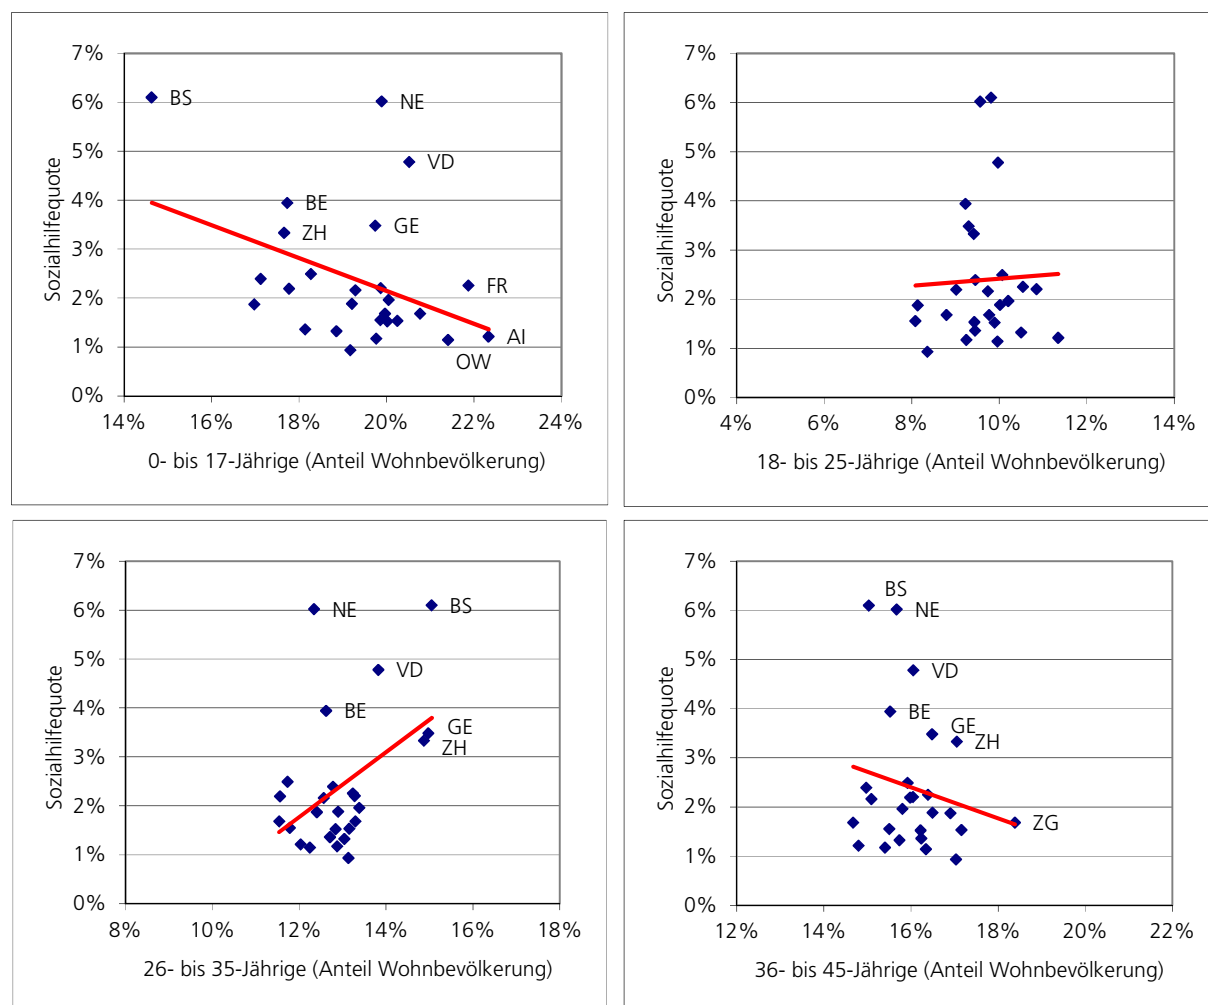 7%
6%
5%
4%
3%
2%
1%
0%
Sozialhilfequote
BS
NE
VD
BE
GE
ZH
FR
AI
OW
14%
16%
18%
20%
22%
24%
0- bis 17-Jährige (Anteil Wohnbevölkerung)
7%
6%
5%
4%
3%
2%
1%
0%
Sozialhilfequote
4%
6%
8%
10%
12%
14%
18- bis 25-Jährige (Anteil Wohnbevölkerung)
7%
6%
5%
4%
3%
2%
1%
0%
Sozialhilfequote
NE
BS
VD
BE
GE
ZH
8%
10%
12%
14%
16%
18%
26- bis 35-Jährige (Anteil Wohnbevölkerung)
7%
6%
5%
4%
3%
2%
1%
0%
Sozialhilfequote
BS
NE
VD
BE
GE
ZH
ZG
12%
14%
16%
18%
20%
22%
36- bis 45-Jährige (Anteil Wohnbevölkerung)